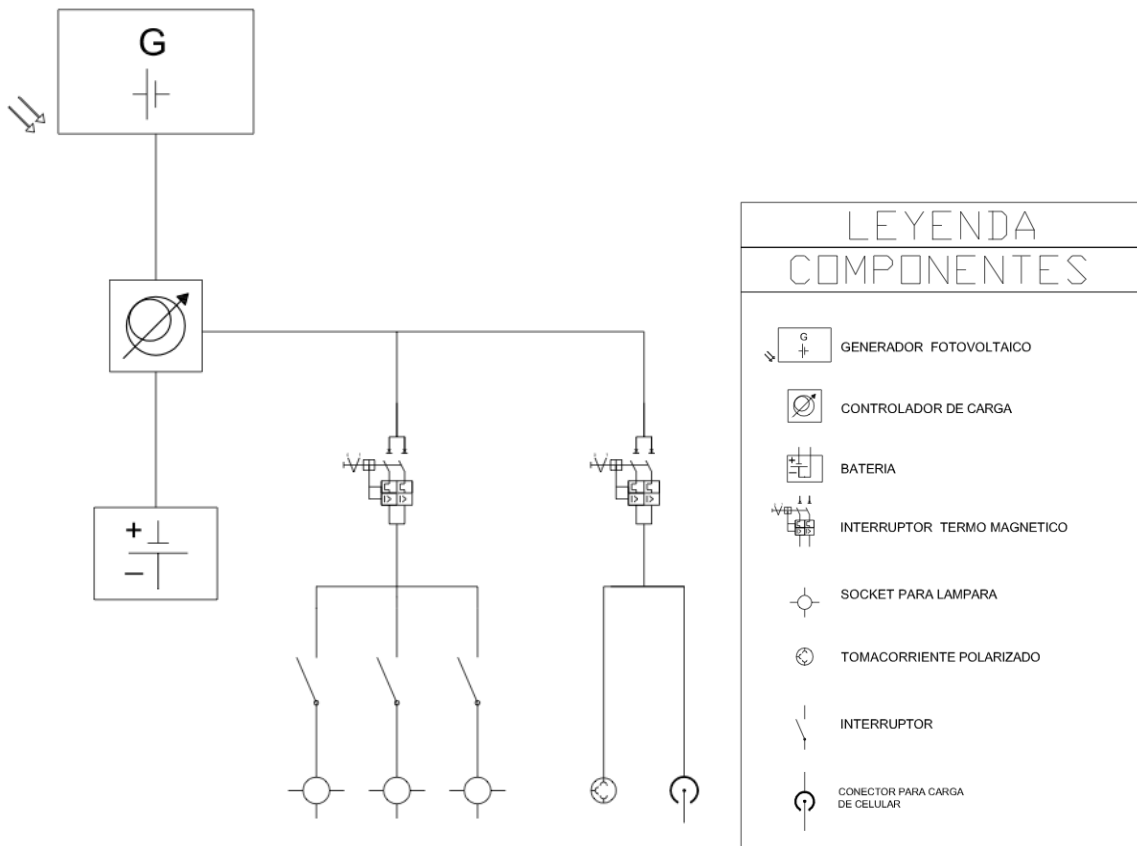 G
+
−
LEYENDA
COMPONENTES
G
GENERADOR FOTOVOLTAICO
CONTROLADOR DE CARGA
+
−
BATERIA
INTERRUPTOR TERMO MAGNETICO
SOCKET PARA LAMPARA
TOMACORRIENTE POLARIZADO
INTERRUPTOR
CONECTOR PARA CARGA
DE CELULAR